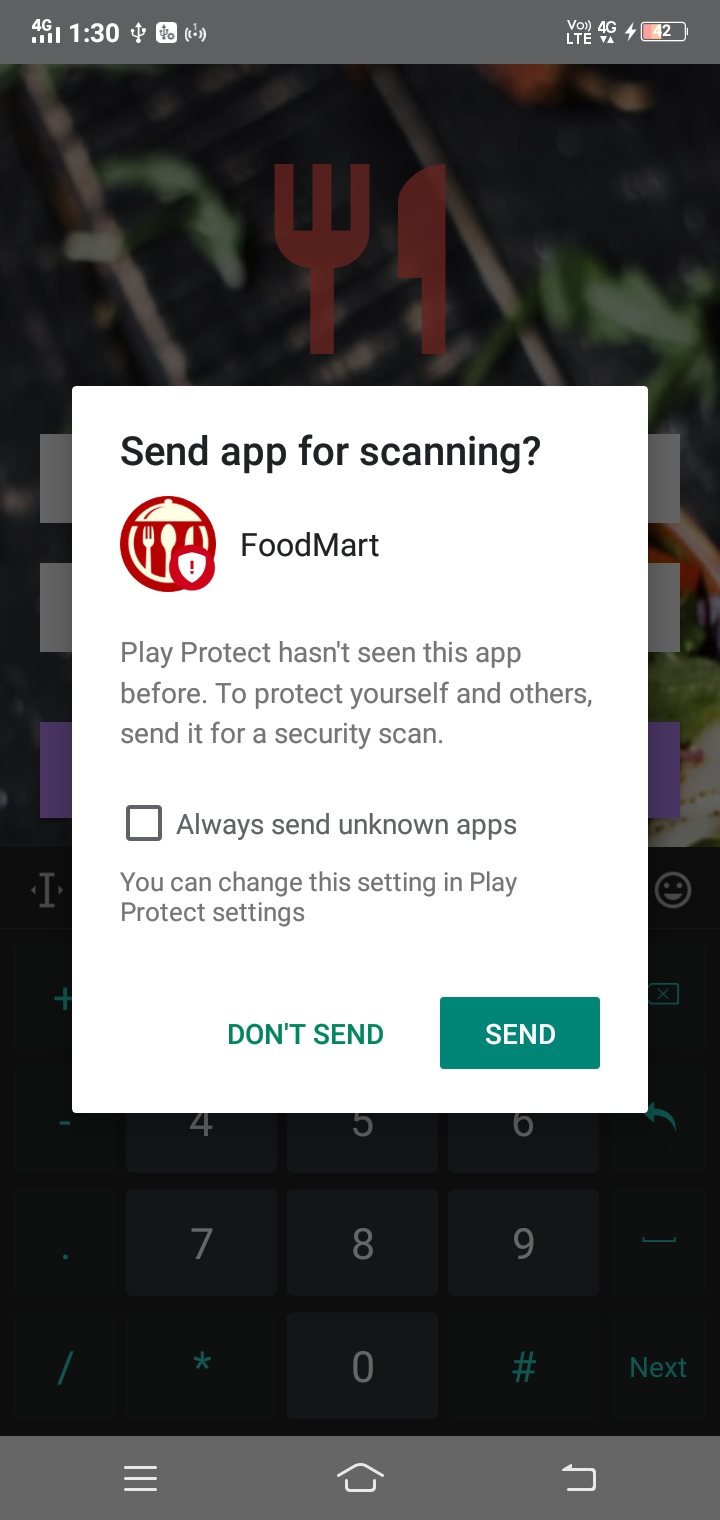 4G 1:30 Vo)) LTE 4G 42
Send app for scanning?
FoodMart
Play Protect hasn't seen this app
before. To protect yourself and others,
send it for a security scan.
Always send unknown apps
You can change this setting in Play
Protect settings
DON'T SEND SEND
+
- 4 5 6
. 7 8 9
/ * 0 # Next